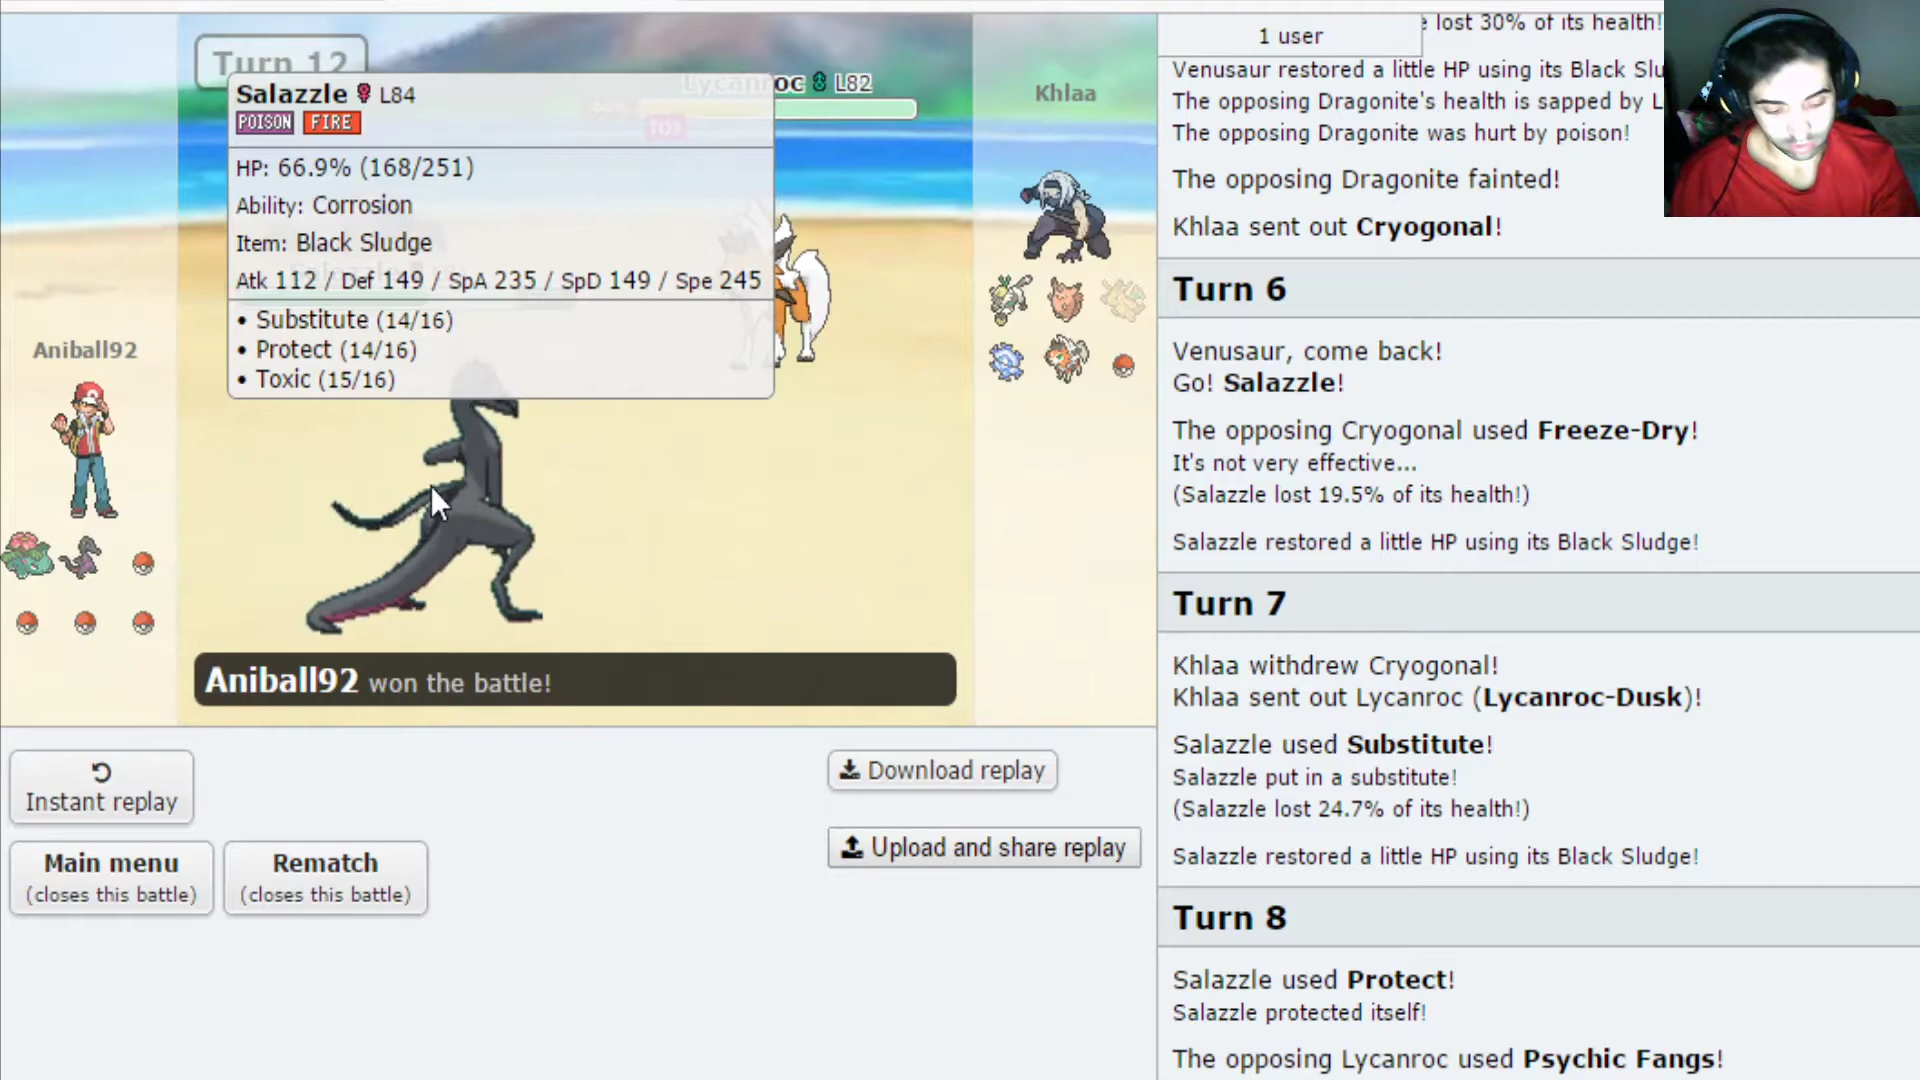 Turn 12
Salazzle L84
POISON FIRE
HP: 66.9% (168/251)
Ability: Corrosion
Item: Black Sludge
Atk 112 / Def 149 / SpA 235 / SpD 149 / Spe 245
• Substitute (14/16)
• Protect (14/16)
• Toxic (15/16)
Lycanroc L82
TOX
Khlaa
Aniball92
Aniball92 won the battle!
Instant replay
Download replay
Upload and share replay
Main menu
(closes this battle)
Rematch
(closes this battle)
1 user
lost 30% of its health!
Venusaur restored a little HP using its Black Slu
The opposing Dragonite's health is sapped by L
The opposing Dragonite was hurt by poison!
The opposing Dragonite fainted!
Khlaa sent out Cryogonal!
Turn 6
Venusaur, come back!
Go! Salazzle!
The opposing Cryogonal used Freeze-Dry!
It's not very effective...
(Salazzle lost 19.5% of its health!)
Salazzle restored a little HP using its Black Sludge!
Turn 7
Khlaa withdrew Cryogonal!
Khlaa sent out Lycanroc (Lycanroc-Dusk)!
Salazzle used Substitute!
Salazzle put in a substitute!
(Salazzle lost 24.7% of its health!)
Salazzle restored a little HP using its Black Sludge!
Turn 8
Salazzle used Protect!
Salazzle protected itself!
The opposing Lycanroc used Psychic Fangs!